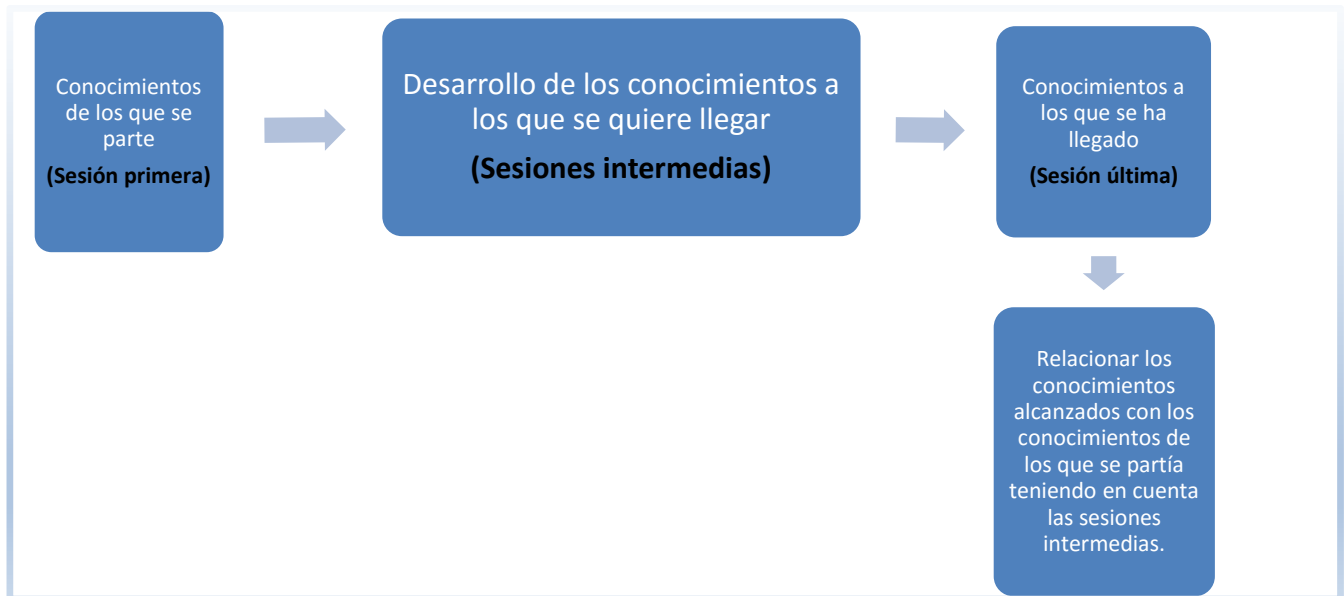 Conocimientos
de los que se
parte
(Sesión primera)
Desarrollo de los conocimientos a
los que se quiere llegar
(Sesiones intermedias)
Conocimientos a
los que se ha
llegado
(Sesión última)
Relacionar los
conocimientos
alcanzados con los
conocimientos de
los que se partía
teniendo en cuenta
las sesiones
intermedias.